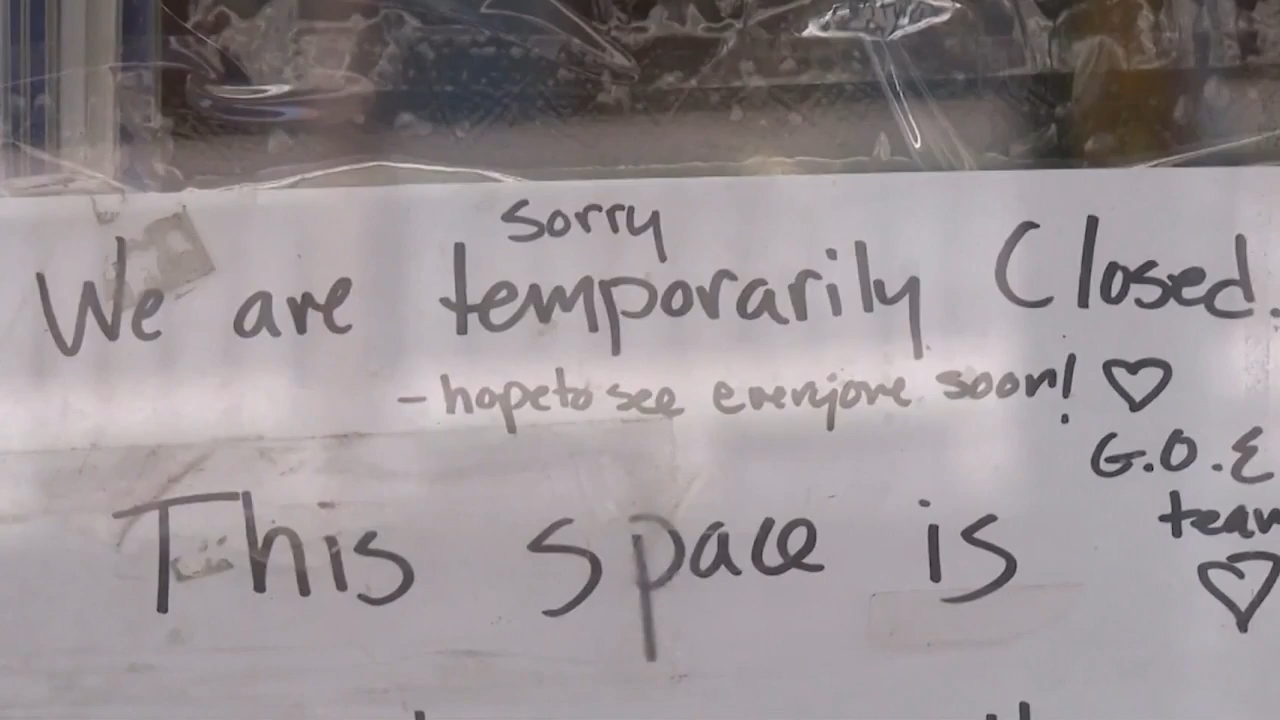 sorry
We are temporarily Closed.
- hope to see everyone soon! ♡
G.O.E
team
♡
This space is